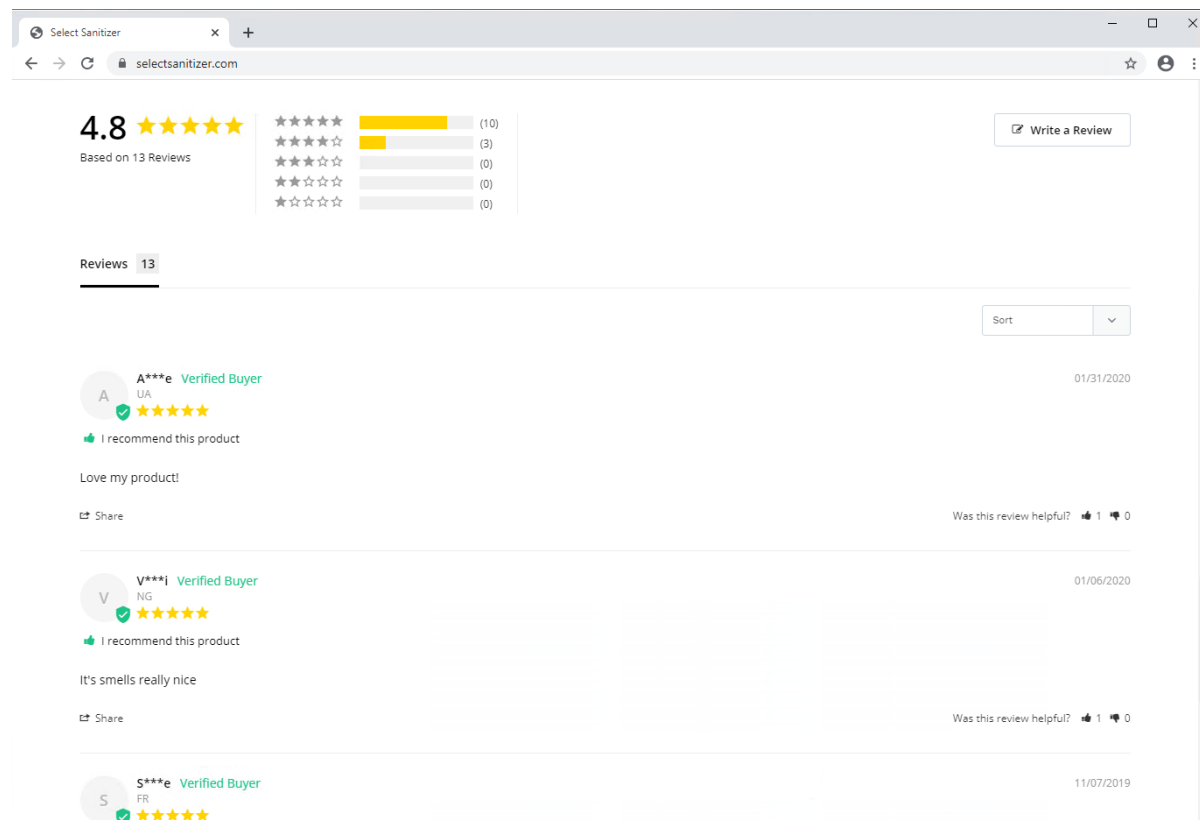 Select Sanitizer
selectsanitizer.com
4.8
Based on 13 Reviews
(10)
(3)
(0)
(0)
(0)
Write a Review
Reviews 13
Sort
A
A***e Verified Buyer
01/31/2020
UA
I recommend this product
Love my product!
Share
Was this review helpful? 1 0
V
V***i Verified Buyer
01/06/2020
NG
I recommend this product
It's smells really nice
Share
Was this review helpful? 1 0
S
S***e Verified Buyer
11/07/2019
FR